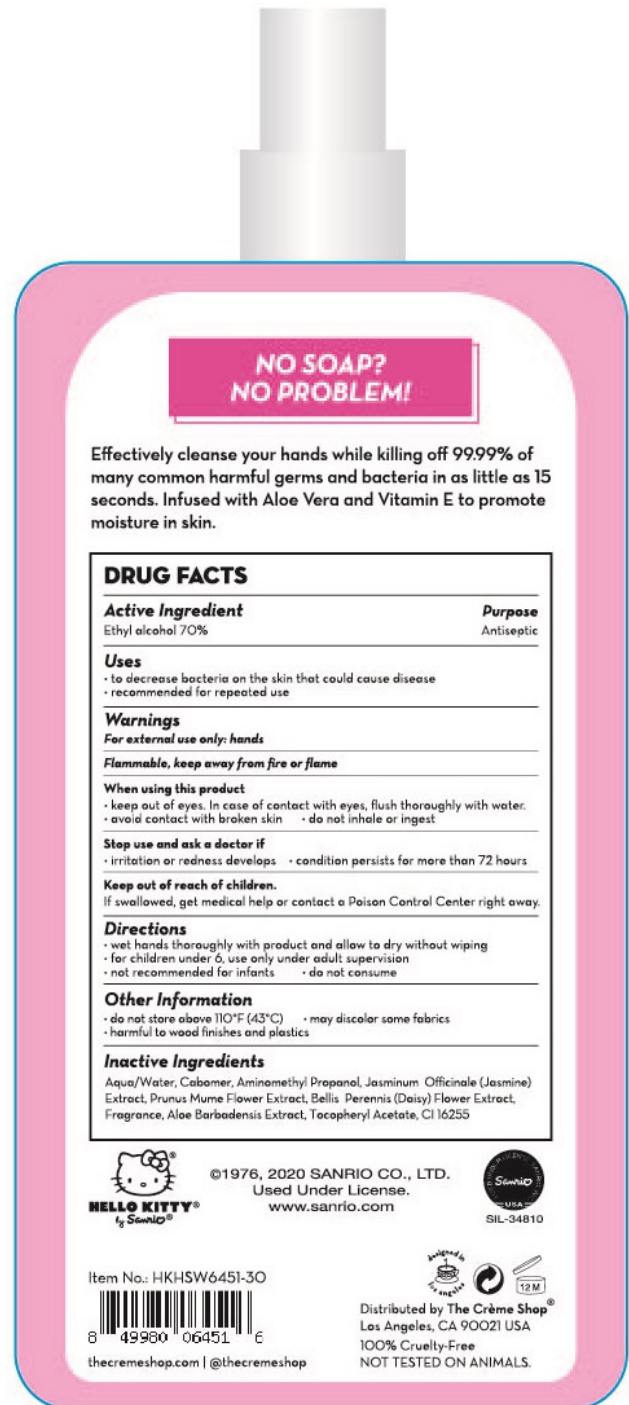 NO SOAP?
NO PROBLEM!
Effectively cleanse your hands while killing off 99.99% of
many common harmful germs and bacteria in as little as 15
seconds. Infused with Aloe Vera and Vitamin E to promote
moisture in skin.
DRUG FACTS
Active Ingredient Purpose
Ethyl alcohol 70% Antiseptic
Uses
· to decrease bacteria on the skin that could cause disease
· recommended for repeated use
Warnings
For external use only: hands
Flammable, keep away from fire or flame
When using this product
· keep out of eyes. In case of contact with eyes, flush thoroughly with water.
· avoid contact with broken skin · do not inhale or ingest
Stop use and ask a doctor if
· irritation or redness develops · condition persists for more than 72 hours
Keep out of reach of children.
If swallowed, get medical help or contact a Poison Control Center right away.
Directions
· wet hands thoroughly with product and allow to dry without wiping
· for children under 6, use only under adult supervision
· not recommended for infants · do not consume
Other Information
· do not store above 110°F (43°C) · may discolor some fabrics
· harmful to wood finishes and plastics
Inactive Ingredients
Aqua/Water, Cabomer, Aminomethyl Propanol, Jasminum Officinale (Jasmine)
Extract, Prunus Mume Flower Extract, Bellis Perennis (Daisy) Flower Extract,
Fragrance, Aloe Barbadensis Extract, Tocopheryl Acetate, CI 16255
HELLO KITTY®
by Sanrio®
©1976, 2020 SANRIO CO., LTD.
Used Under License.
www.sanrio.com
Sanrio
USA
SIL-34810
designed in
los angeles
12 M
Item No.: HKHSW6451-30
8 49980 06451 6
thecremeshop.com | @thecremeshop
Distributed by The Crème Shop®
Los Angeles, CA 90021 USA
100% Cruelty-Free
NOT TESTED ON ANIMALS.